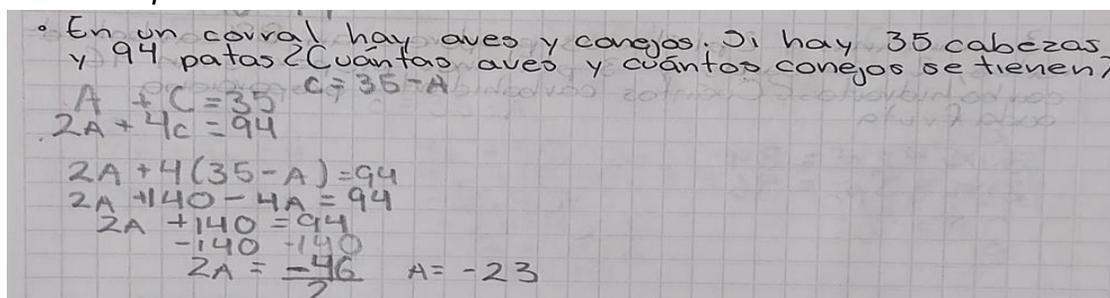 • En un corral hay aves y conejos. Si hay 35 cabezas
y 94 patas ¿Cuántas aves y cuántos conejos se tienen?
A + C = 35 C = 35 - A
2A + 4c = 94
2A + 4(35 - A) = 94
2A + 140 - 4A = 94
2A + 140 = 94
-140 -140
2A = -46 A = -23
2